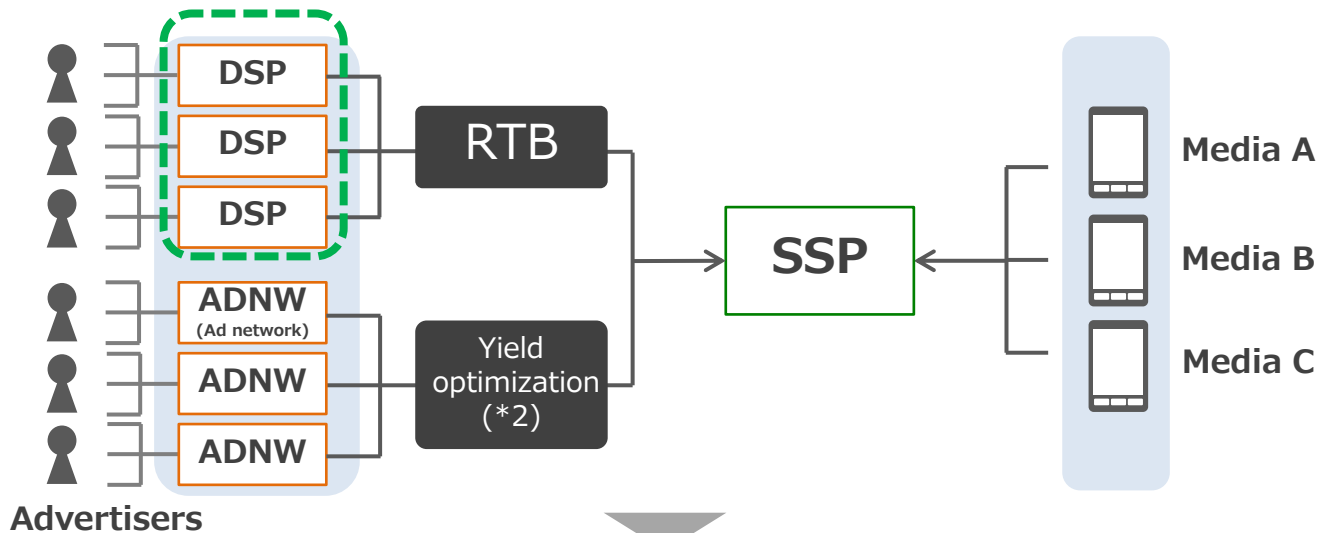 DSP
DSP
DSP
ADNW
(Ad network)
ADNW
ADNW
Advertisers
RTB
Yield
optimization
(*2)
SSP
Media A
Media B
Media C